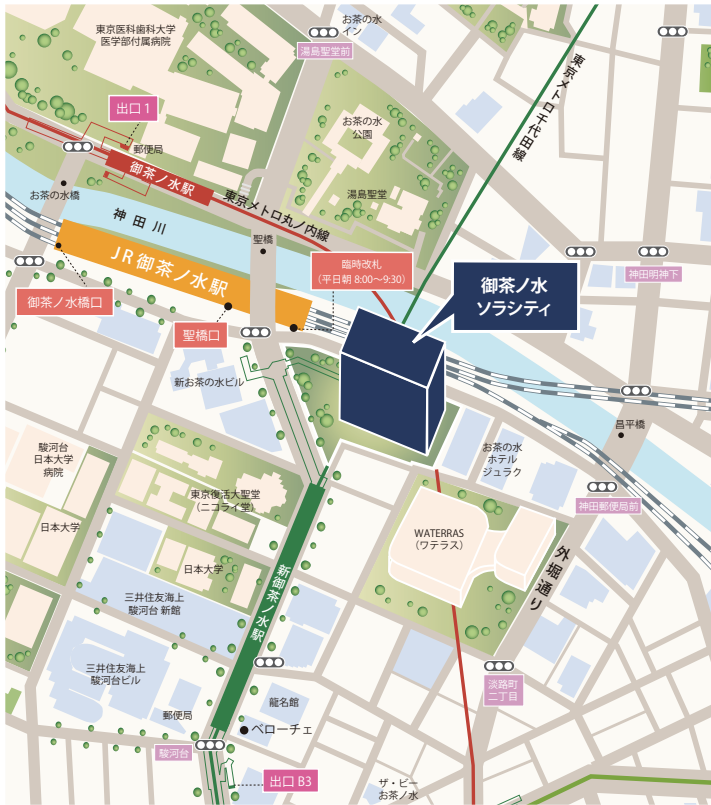 お茶の水
イン
東京医科歯科大学
医学部付属病院
湯島聖堂前
東京メトロ千代田線
出口 1
お茶の水
公園
郵便局
御茶ノ水駅
湯島聖堂
お茶の水橋
東京メトロ丸ノ内線
神田川
聖橋
JR御茶ノ水駅
臨時改札
(平日朝 8:00〜9:30)
御茶ノ水
ソラシティ
神田明神下
御茶ノ水橋口
聖橋口
新お茶の水ビル
昌平橋
お茶の水
ホテル
ジュラク
駿河台
日本大学
病院
東京復活大聖堂
(ニコライ堂)
神田郵便局前
日本大学
WATERRAS
(ワテラス)
外堀通り
日本大学
新御茶ノ水駅
三井住友海上
駿河台 新館
三井住友海上
駿河台ビル
淡路町
二丁目
龍名館
郵便局
ベローチェ
駿河台
出口 B3
ザ・ビー
お茶ノ水